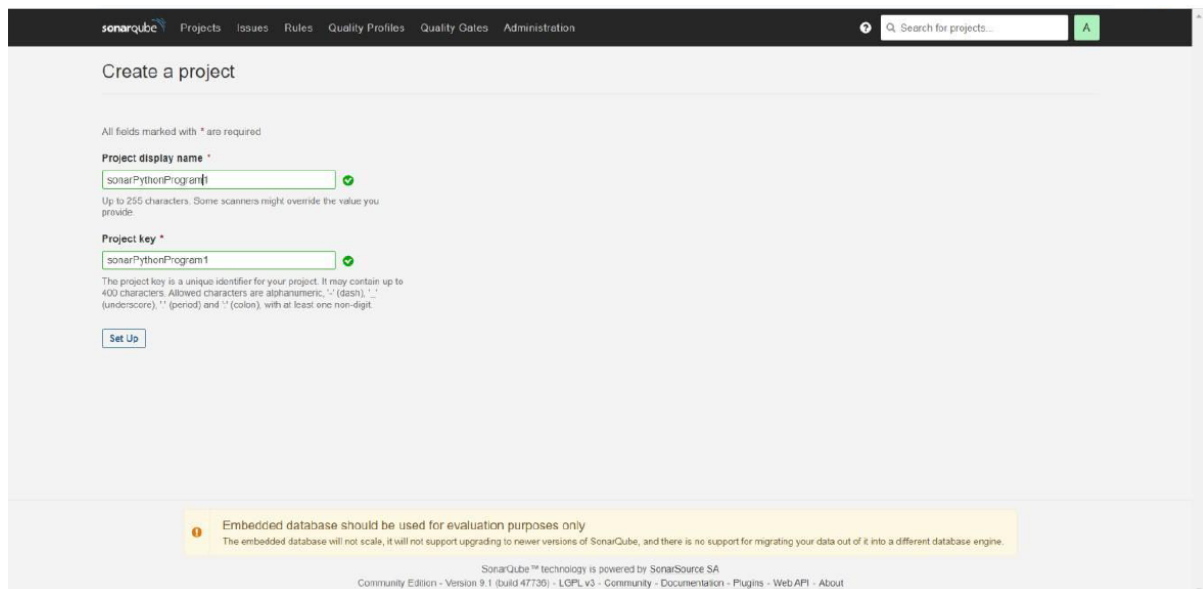 sonarqube Projects Issues Rules Quality Profiles Quality Gates Administration ? Search for projects... A
Create a project
All fields marked with * are required
Project display name *
sonarPythonProgram1
Up to 255 characters. Some scanners might override the value you
provide.
Project key *
sonarPythonProgram1
The project key is a unique identifier for your project. It may contain up to
400 characters. Allowed characters are alphanumeric, '-' (dash), '_'
(underscore), '.' (period) and ':' (colon), with at least one non-digit.
Set Up
Embedded database should be used for evaluation purposes only
The embedded database will not scale, it will not support upgrading to newer versions of SonarQube, and there is no support for migrating your data out of it into a different database engine.
SonarQube™ technology is powered by SonarSource SA
Community Edition - Version 9.1 (build 47736) - LGPL v3 - Community - Documentation - Plugins - Web API - About